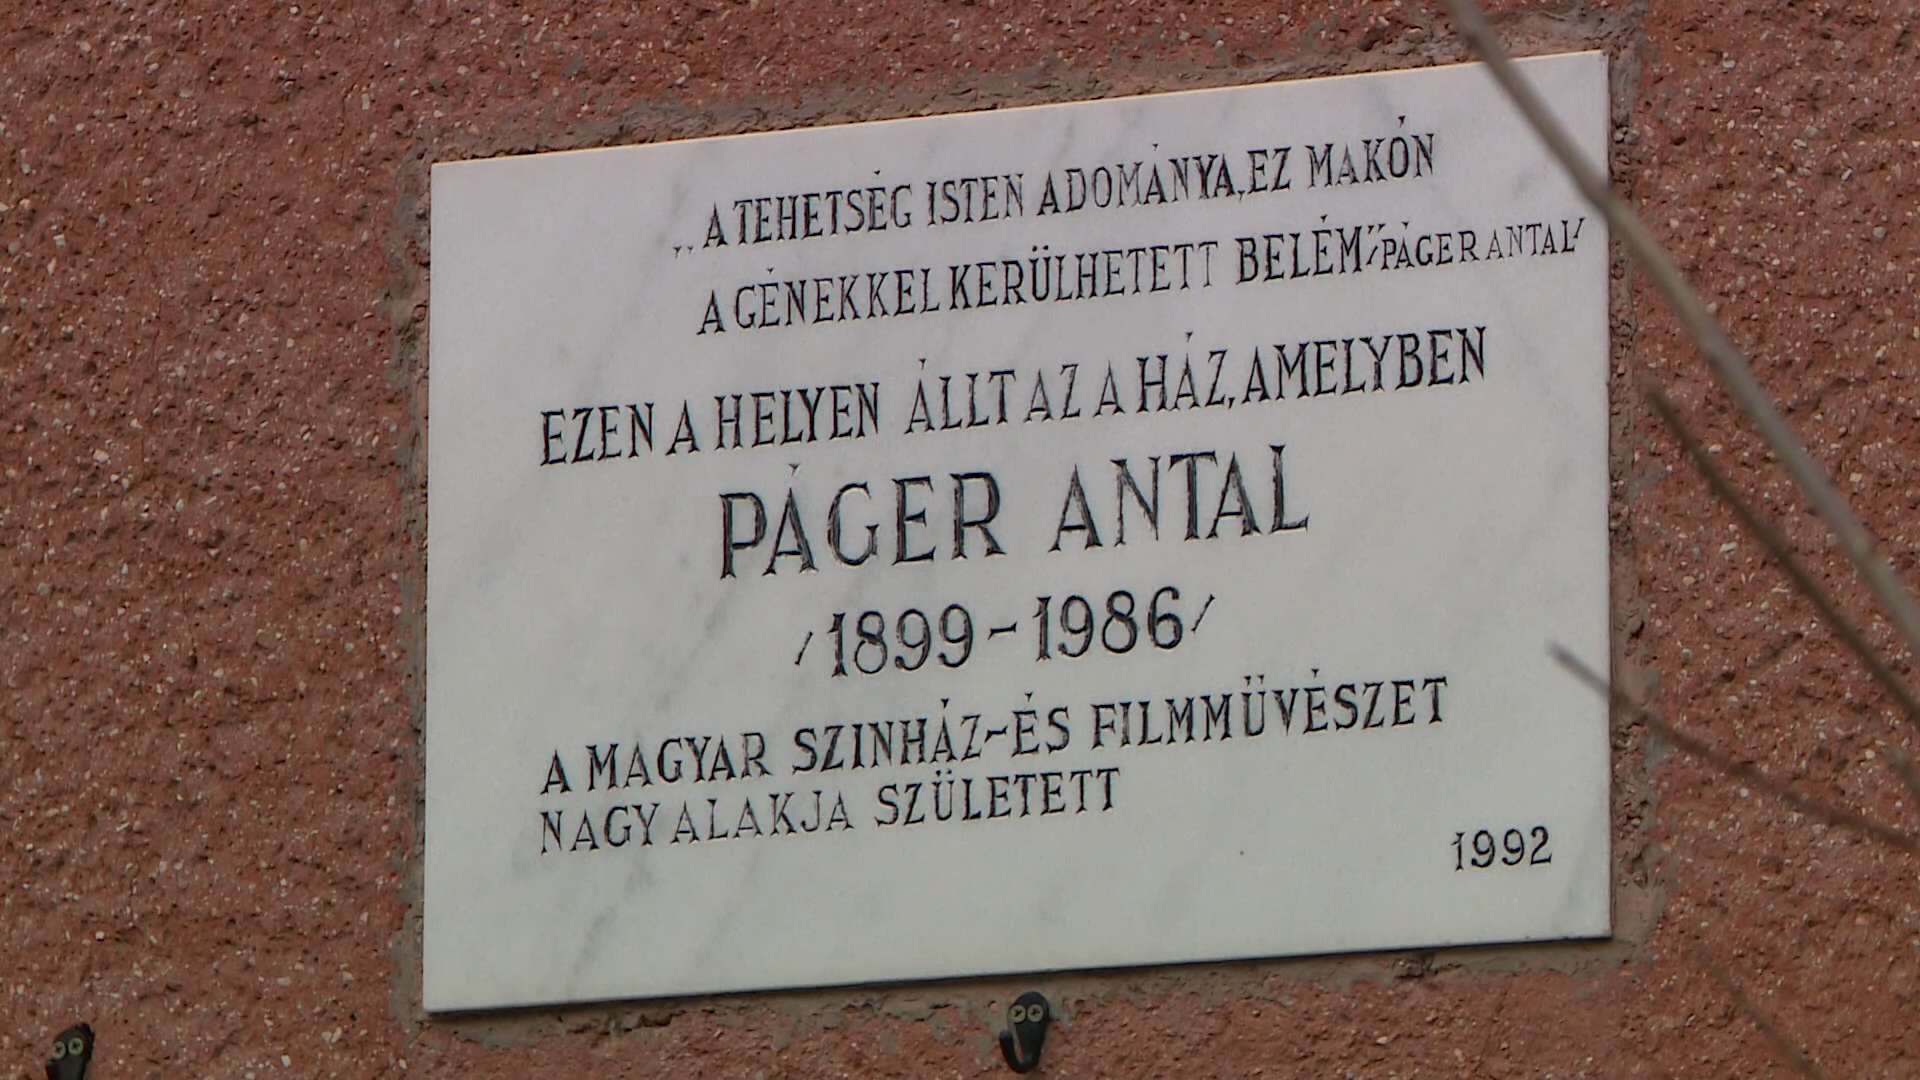 „A TEHETSÉG ISTEN ADOMÁNYA, EZ MAKÓN
A GÉNEKKEL KERÜLHETETT BELÉM" /PÁGER ANTAL/
EZEN A HELYEN ÁLLT AZ A HÁZ, AMELYBEN
PÁGER ANTAL
/1899-1986/
A MAGYAR SZINHÁZ-ÉS FILMMÜVÉSZET
NAGY ALAKJA SZÜLETETT
1992